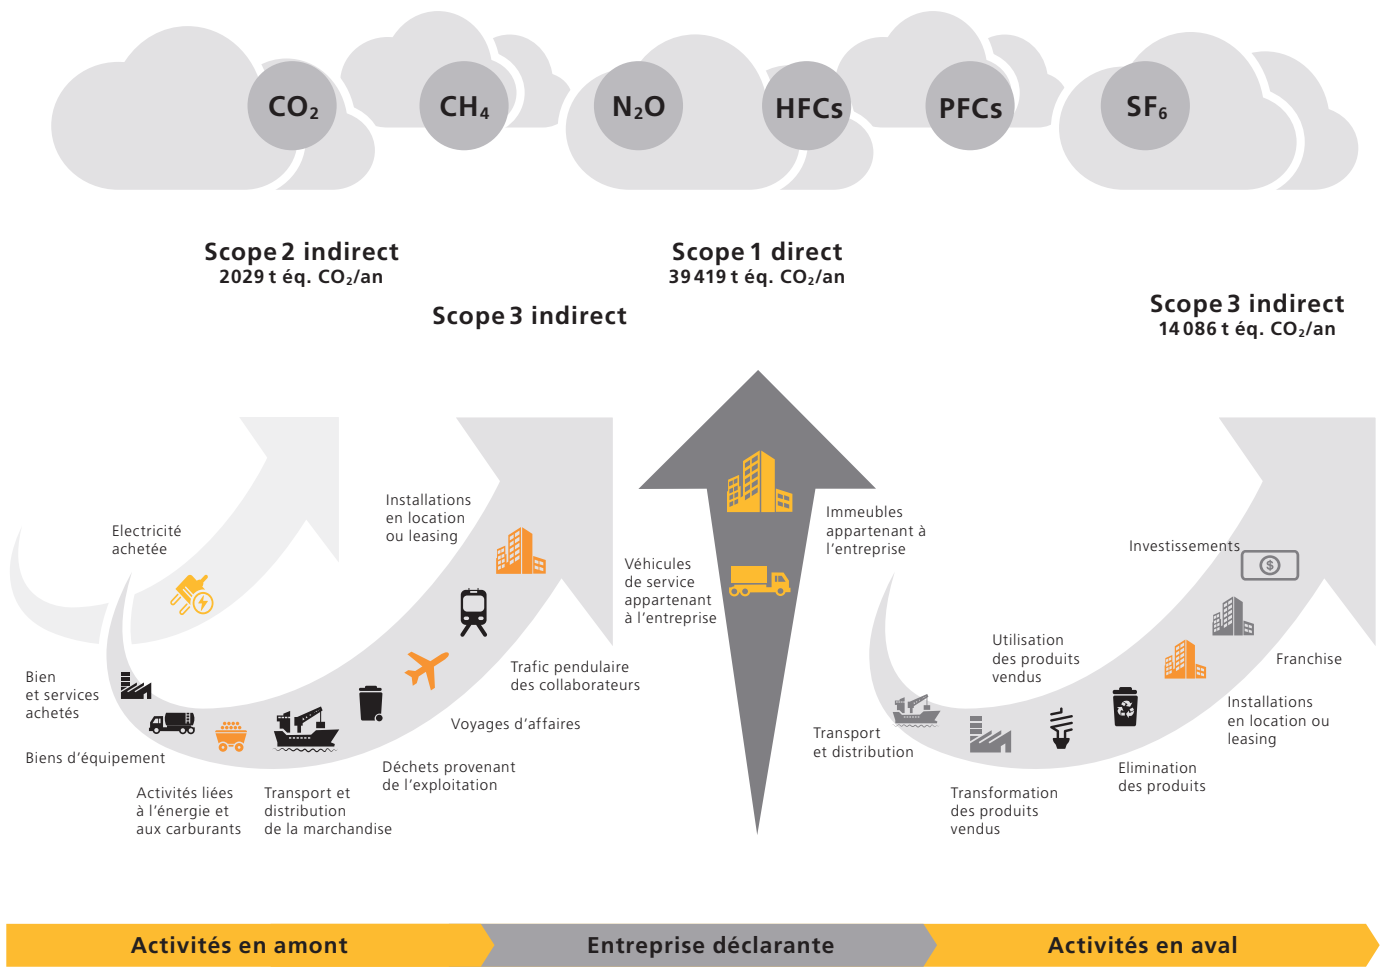 CO₂
CH₄
N₂O
HFCs
PFCs
SF₆
Scope 2 indirect
2029 t éq. CO₂/an
Scope 1 direct
39 419 t éq. CO₂/an
Scope 3 indirect
Scope 3 indirect
14 086 t éq. CO₂/an
Electricité
achetée
Installations
en location
ou leasing
Bien
et services
achetés
Biens d’équipement
Activités liées
à l’énergie et
aux carburants
Transport et
distribution
de la marchandise
Déchets provenant
de l’exploitation
Voyages d’affaires
Trafic pendulaire
des collaborateurs
Véhicules
de service
appartenant
à l’entreprise
Immeubles
appartenant à
l’entreprise
Transport
et distribution
Transformation
des produits
vendus
Utilisation
des produits
vendus
Elimination
des produits
Installations
en location ou
leasing
Franchise
Investissements
$
Activités en amont
Entreprise déclarante
Activités en aval